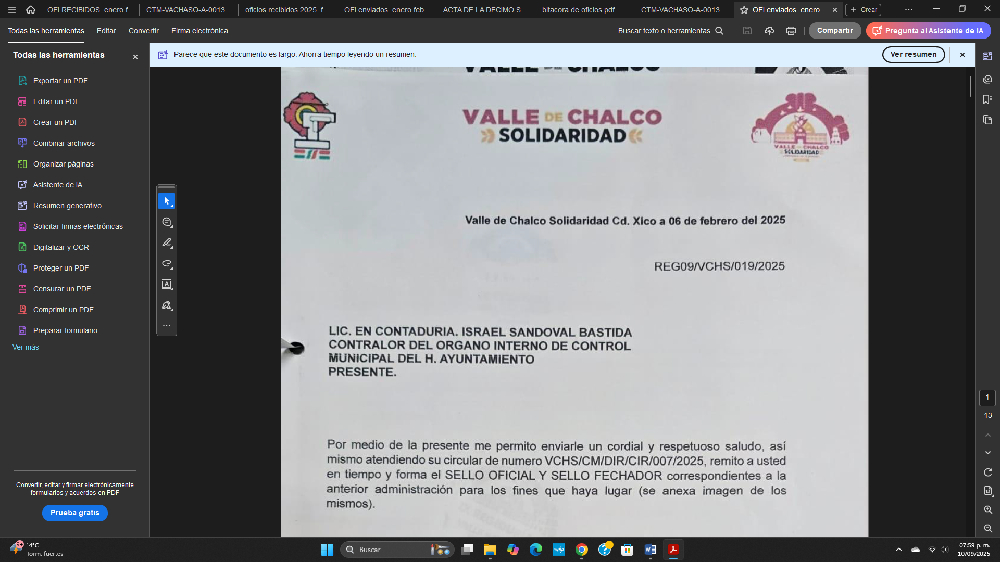 OFI RECIBIDOS_enero f...
CTM-VACHASO-A-0013...
oficios recibidos 2025_f...
OFI enviados_enero feb...
ACTA DE LA DECIMO S...
bitacora de oficios.pdf
CTM-VACHASO-A-0013...
OFI enviados_enero...
Crear
Todas las herramientas
Editar
Convertir
Firma electrónica
Buscar texto o herramientas
Compartir
Pregunta al Asistente de IA
Todas las herramientas
Exportar un PDF
Editar un PDF
Crear un PDF
Combinar archivos
Organizar páginas
Asistente de IA
Resumen generativo
Solicitar firmas electrónicas
Digitalizar y OCR
Proteger un PDF
Censurar un PDF
Comprimir un PDF
Preparar formulario
Ver más
Convertir, editar y firmar electrónicamente
formularios y acuerdos en PDF
Prueba gratis
Parece que este documento es largo. Ahorra tiempo leyendo un resumen.
Ver resumen
VALLE DE CHALCO
VALLE DE CHALCO
SOLIDARIDAD
VALLE DE CHALCO
SOLIDARIDAD
Valle de Chalco Solidaridad Cd. Xico a 06 de febrero del 2025
REG09/VCHS/019/2025
LIC. EN CONTADURIA. ISRAEL SANDOVAL BASTIDA
CONTRALOR DEL ORGANO INTERNO DE CONTROL
MUNICIPAL DEL H. AYUNTAMIENTO
PRESENTE.
Por medio de la presente me permito enviarle un cordial y respetuoso saludo, así
mismo atendiendo su circular de numero VCHS/CM/DIR/CIR/007/2025, remito a usted
en tiempo y forma el SELLO OFICIAL Y SELLO FECHADOR correspondientes a la
anterior administración para los fines que haya lugar (se anexa imagen de los
mismos).
1
13
9+
14°C
Torm. fuertes
Buscar
myhp
07:59 p. m.
10/09/2025